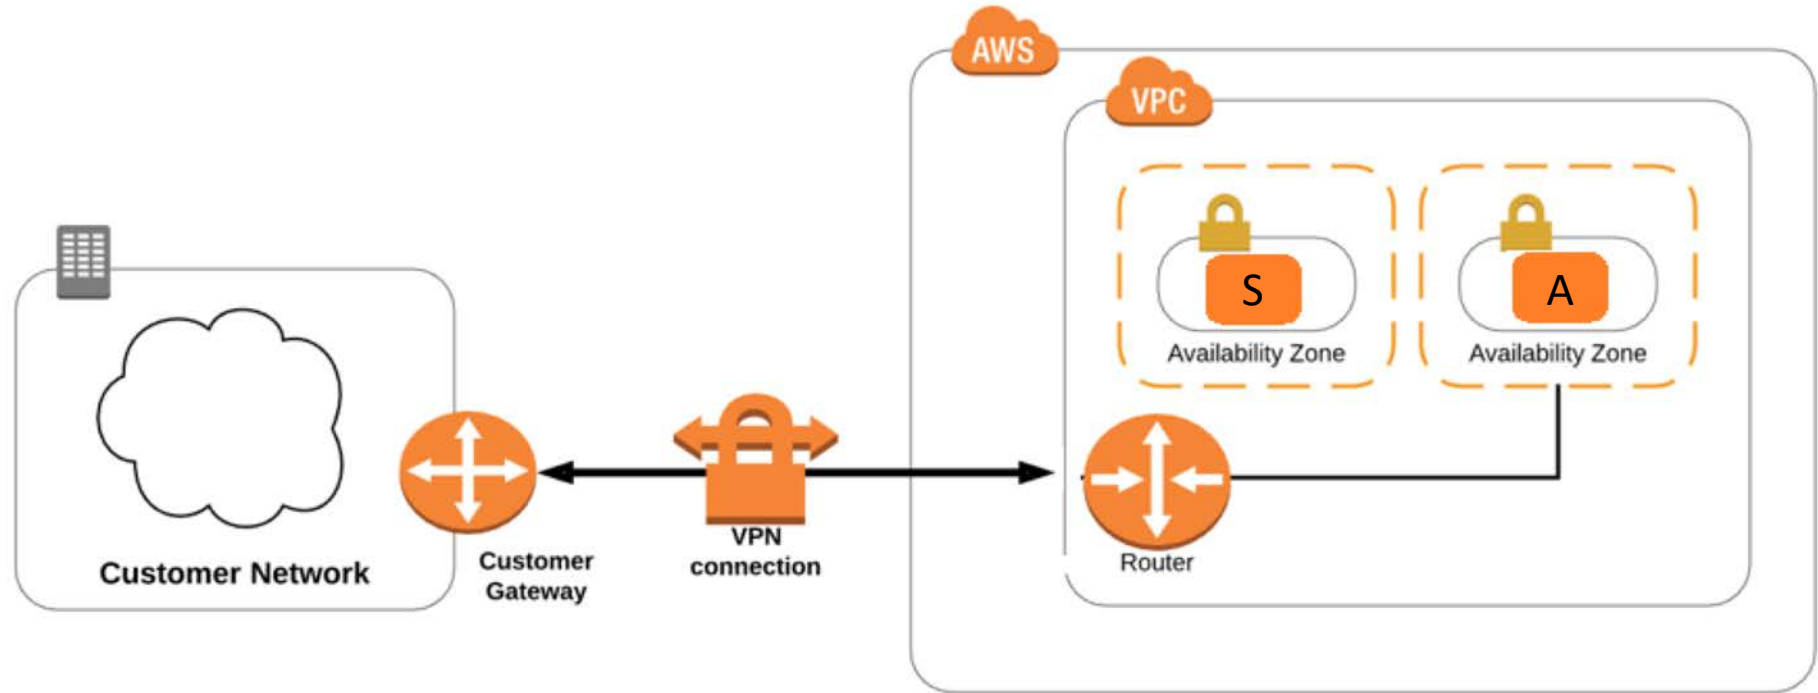 AWS
VPC
S
A
Availability Zone
Availability Zone
Customer Network
Customer
Gateway
VPN
connection
Router